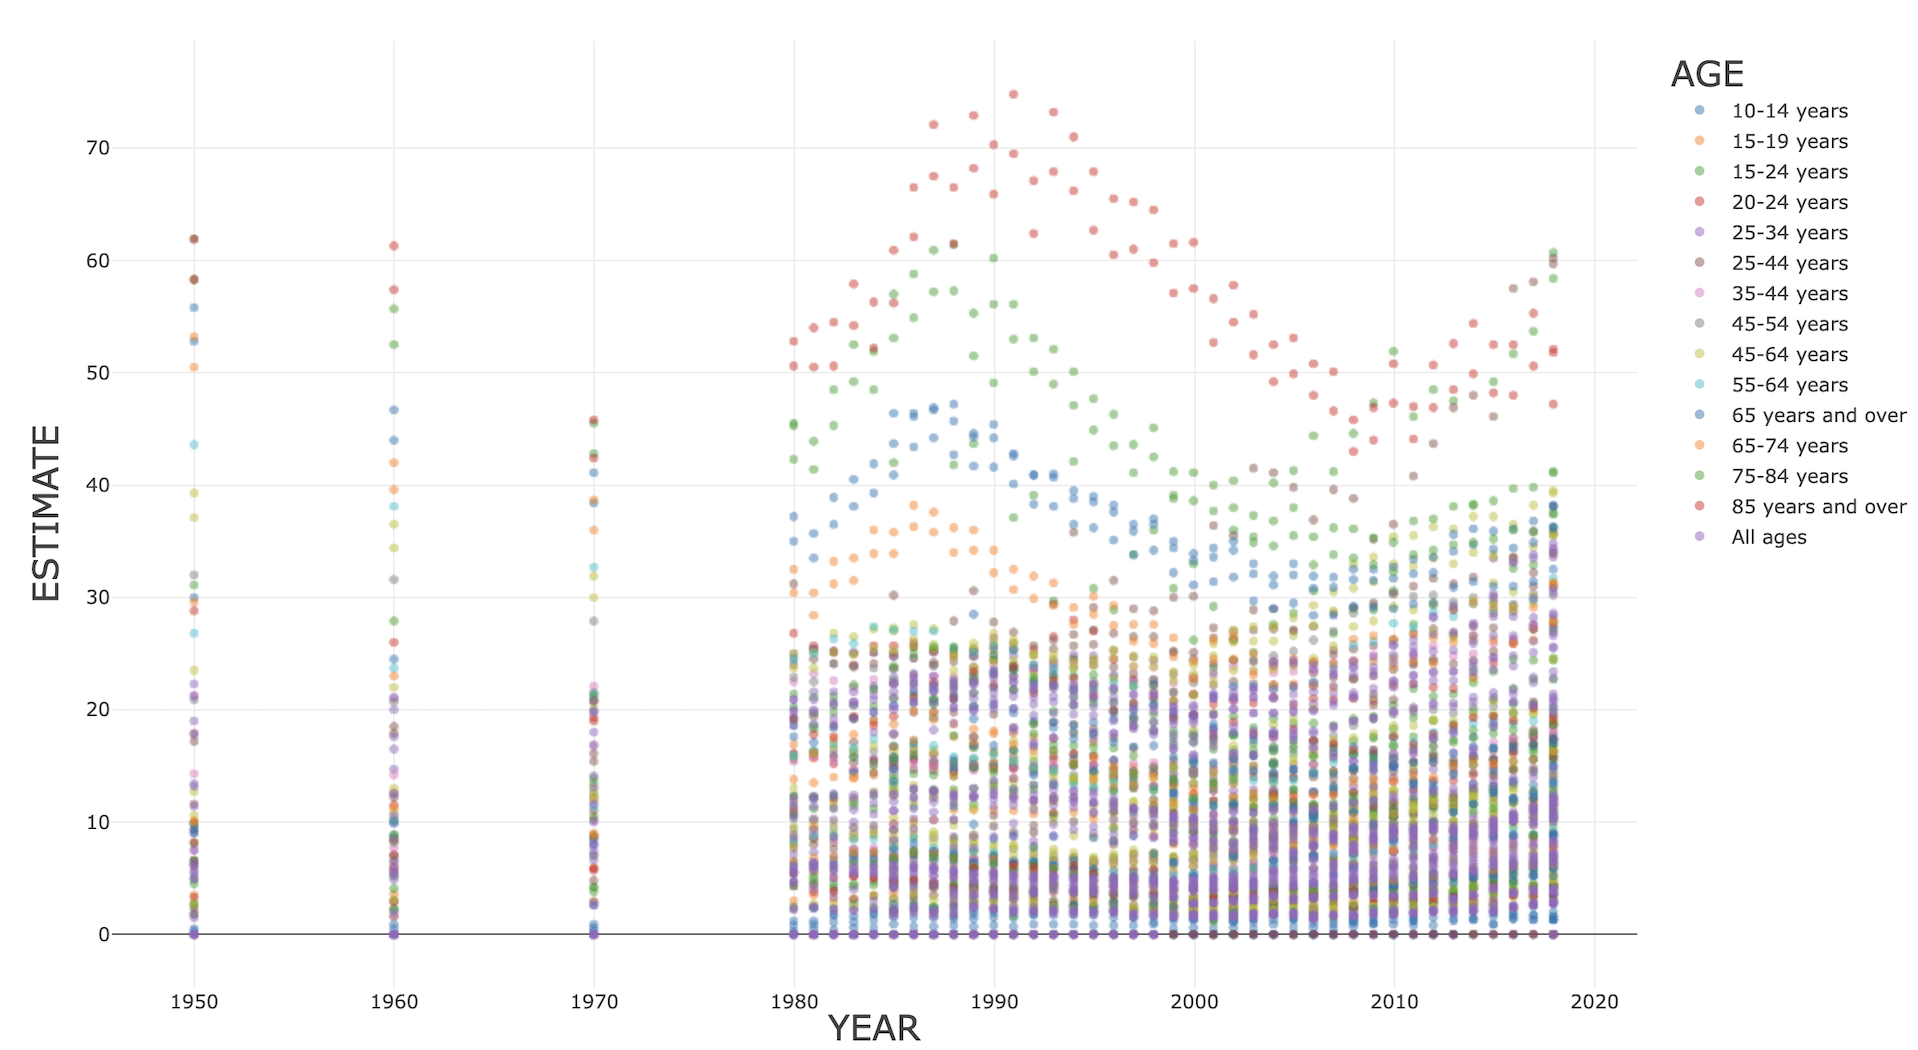 AGE
10-14 years
15-19 years
15-24 years
20-24 years
25-34 years
25-44 years
35-44 years
45-54 years
45-64 years
55-64 years
65 years and over
65-74 years
75-84 years
85 years and over
All ages
ESTIMATE
70
60
50
40
30
20
10
0
1950 1960 1970 1980 1990 2000 2010 2020
YEAR